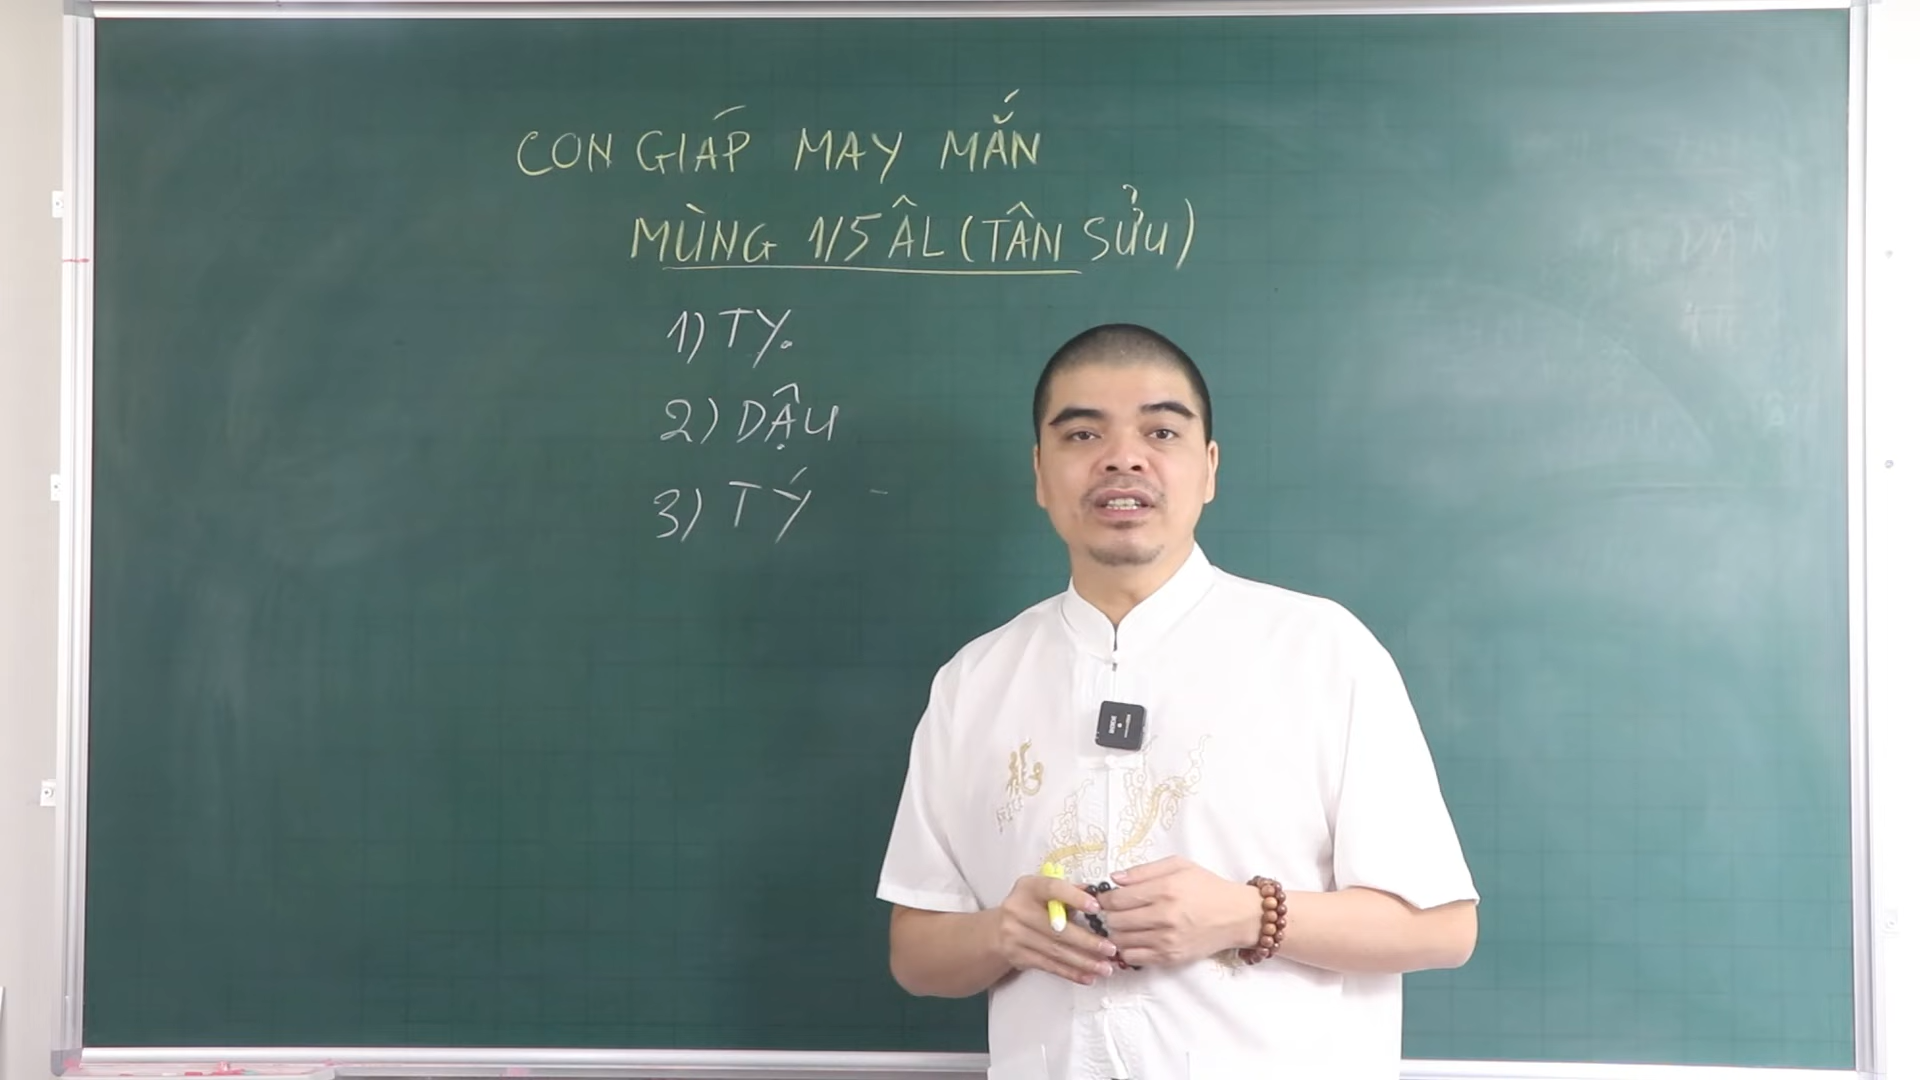 CON GIÁP MAY MẮN
MÙNG 1/5 ÂL (TÂN SỬU)
1) TỴ
2) DẬU
3) TÝ -